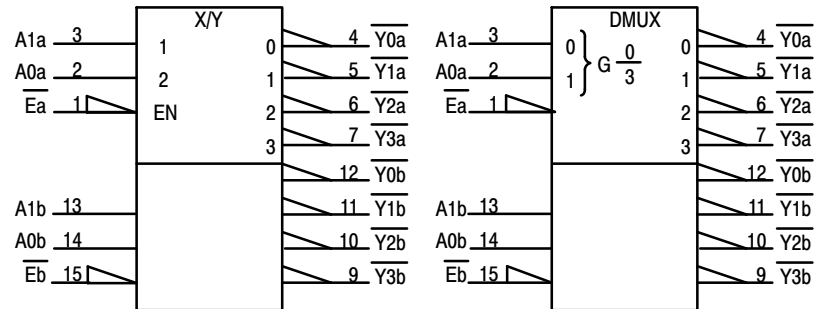 X/Y
A1a 3 1 0 4 Y0a
A0a 2 2 1 5 Y1a
Ea 1 EN 2 6 Y2a
3 7 Y3a
12 Y0b
A1b 13 11 Y1b
A0b 14 10 Y2b
Eb 15 9 Y3b
DMUX
A1a 3 0 0 4 Y0a
A0a 2 1 } G 0/3 1 5 Y1a
Ea 1 2 6 Y2a
3 7 Y3a
12 Y0b
A1b 13 11 Y1b
A0b 14 10 Y2b
Eb 15 9 Y3b